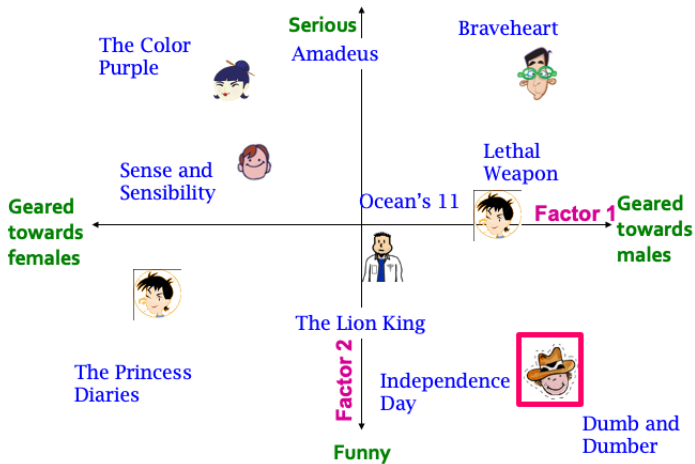 Serious
Braveheart
The Color
Purple
Amadeus
Sense and
Sensibility
Lethal
Weapon
Ocean's 11
Geared
towards
females
Factor 1
Geared
towards
males
The Lion King
The Princess
Diaries
Factor 2
Independence
Day
Dumb and
Dumber
Funny